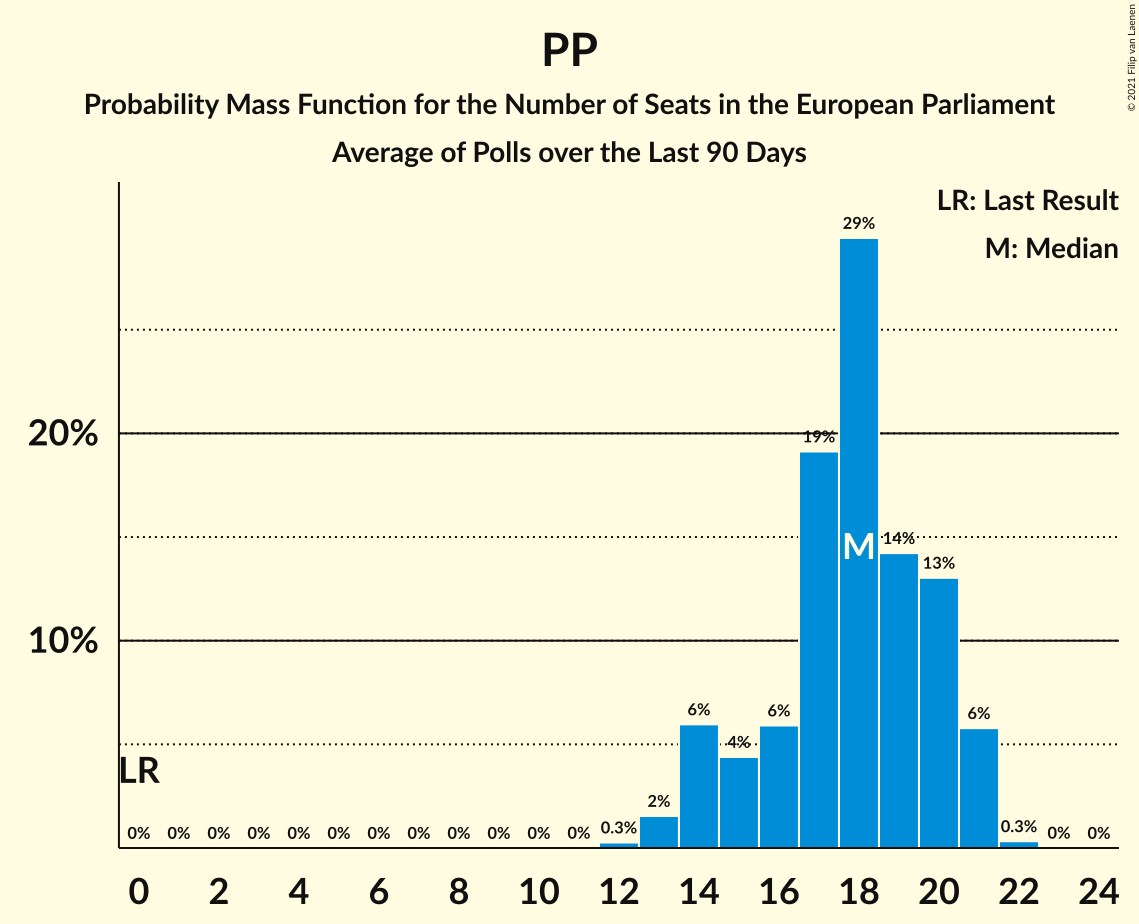 PP
Probability Mass Function for the Number of Seats in the European Parliament
Average of Polls over the Last 90 Days
© 2021 Filip van Laenen
LR: Last Result
M: Median
20%
10%
LR
M
0% 0% 0% 0% 0% 0% 0% 0% 0% 0% 0% 0% 0.3% 2% 6% 4% 6% 19% 29% 14% 13% 6% 0.3% 0% 0%
0 2 4 6 8 10 12 14 16 18 20 22 24